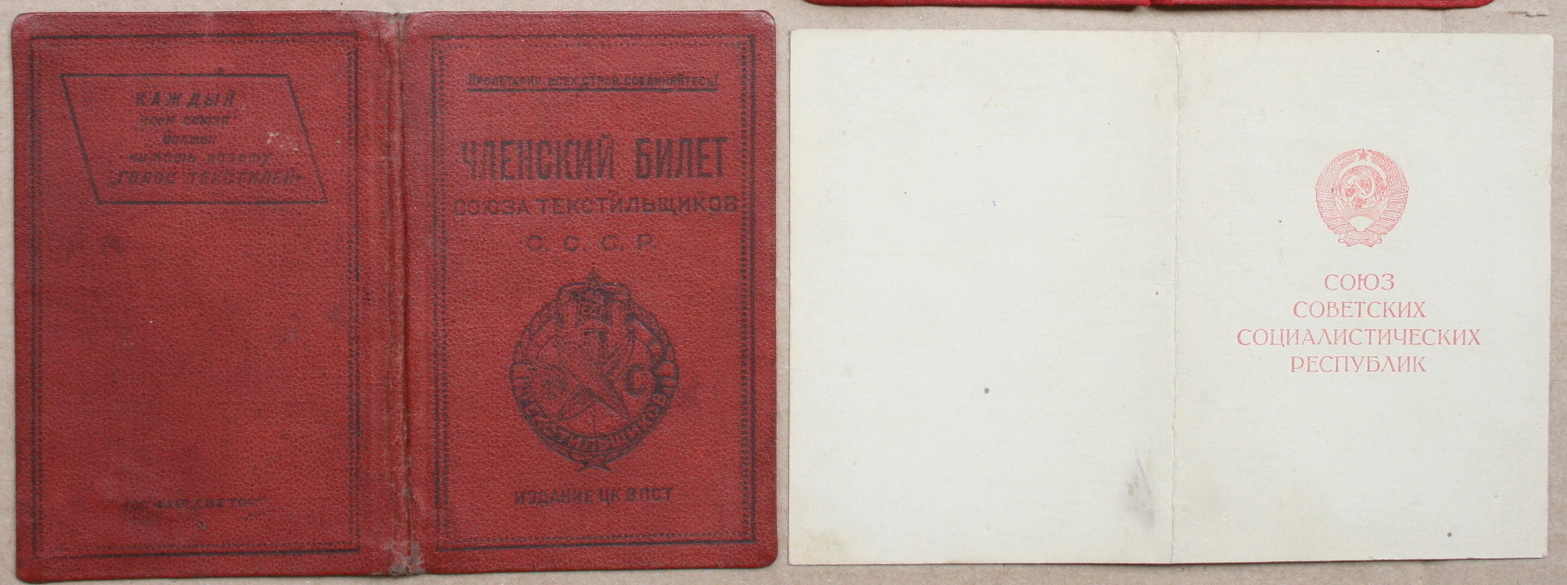 КАЖДЫЙ
член союза
должен
читать газету
„ГОЛОС ТЕКСТИЛЕЙ“
Пролетарии всех стран, соединяйтесь!
ЧЛЕНСКИЙ БИЛЕТ
СОЮЗА ТЕКСТИЛЬЩИКОВ
С. С. С. Р.
С
ТЕКСТИЛЬЩИКОВ
ИЗДАНИЕ ЦК ВПСТ
СОЮЗ
СОВЕТСКИХ
СОЦИАЛИСТИЧЕСКИХ
РЕСПУБЛИК